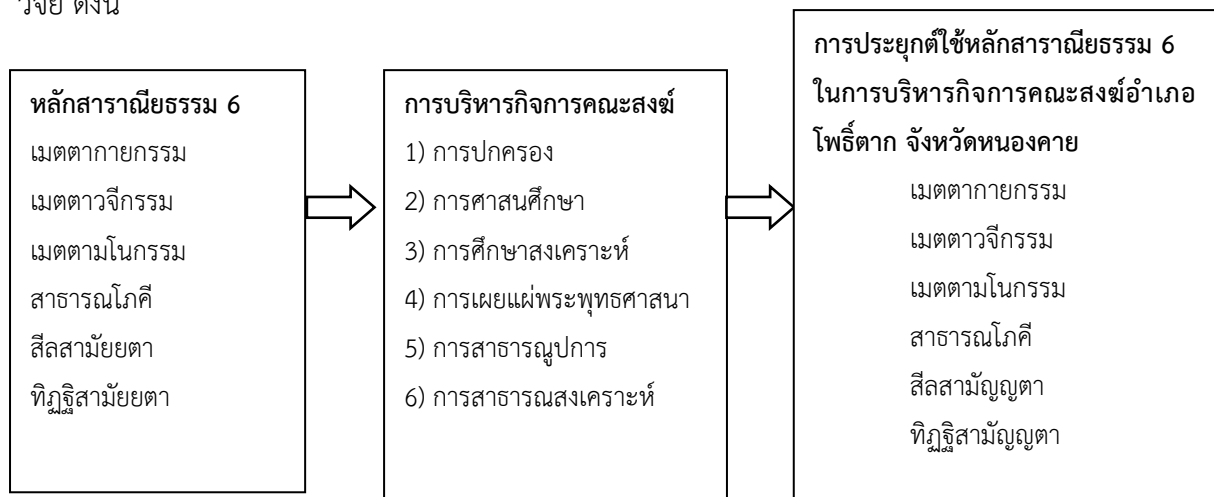 วิจัย ดังนี้
หลักสาราณียธรรม 6
เมตตากายกรรม
เมตตาวจีกรรม
เมตตามโนกรรม
สาธารณโภคี
สีลสามัยยตา
ทิฏฐิสามัยยตา
การบริหารกิจการคณะสงฆ์
1) การปกครอง
2) การศาสนศึกษา
3) การศึกษาสงเคราะห์
4) การเผยแผ่พระพุทธศาสนา
5) การสาธารณูปการ
6) การสาธารณสงเคราะห์
การประยุกต์ใช้หลักสาราณียธรรม 6
ในการบริหารกิจการคณะสงฆ์อำเภอ
โพธิ์ตาก จังหวัดหนองคาย
เมตตากายกรรม
เมตตาวจีกรรม
เมตตามโนกรรม
สาธารณโภคี
สีลสามัญญตา
ทิฏฐิสามัญญตา